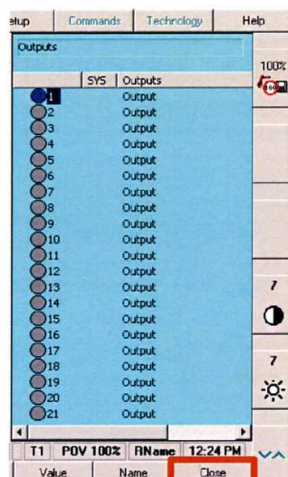 etup Commands Technology Help
Outputs
100%
SYS Outputs
1 Output
2 Output
3 Output
4 Output
5 Output
6 Output
7 Output
8 Output
9 Output
10 Output
11 Output
12 Output
13 Output
7
14 Output
15 Output
16 Output
17 Output
7
18 Output
19 Output
20 Output
21 Output
T1 POV 100% RName 12:24 PM
Value Name Close